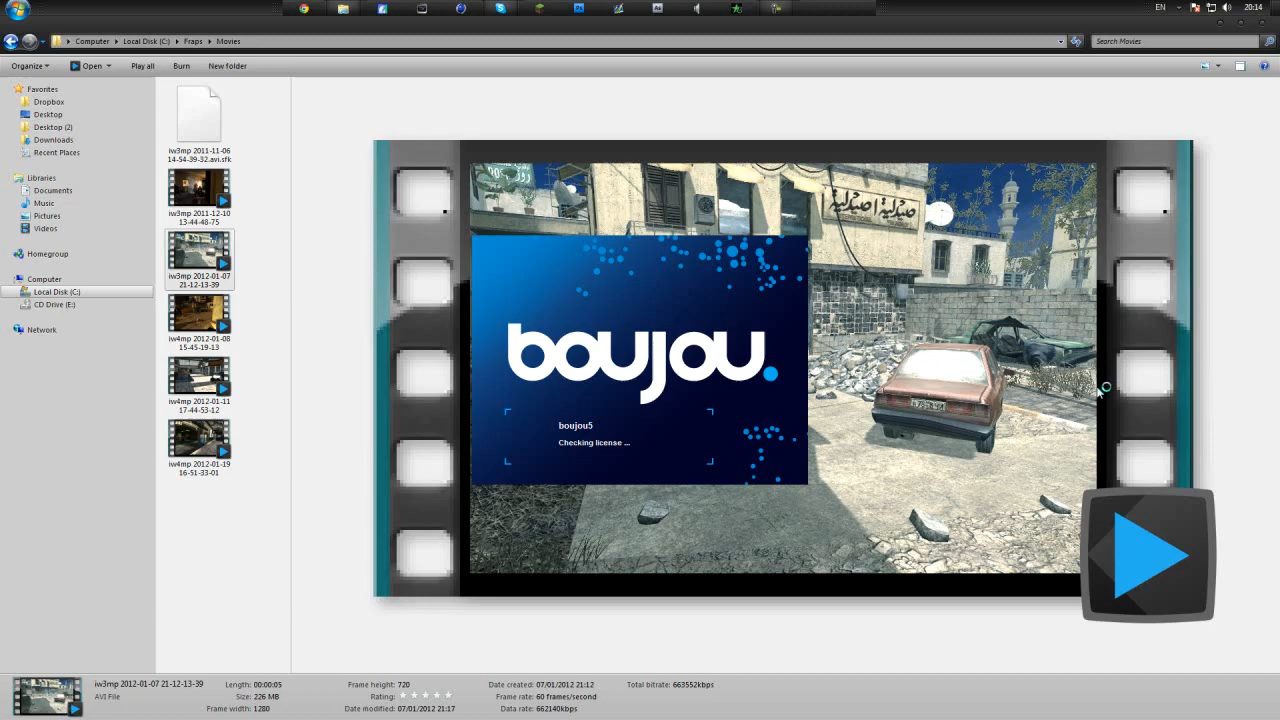 EN
20:14
Computer ▸ Local Disk (C:) ▸ Fraps ▸ Movies
Search Movies
Organize
Open
Play all
Burn
New folder
Favorites
Dropbox
Desktop
Desktop (2)
Downloads
Recent Places
Libraries
Documents
Music
Pictures
Videos
Homegroup
Computer
Local Disk (C:)
CD Drive (E:)
Network
iw3mp 2011-11-06
14-54-39-32.avi.sfk
iw3mp 2011-12-10
13-44-48-75
iw3mp 2012-01-07
21-12-13-39
iw4mp 2012-01-08
15-45-19-13
iw4mp 2012-01-11
17-44-53-12
iw4mp 2012-01-19
16-51-33-01
صيدلية
صيدلية
boujou.
boujou5
Checking license ...
iw3mp 2012-01-07 21-12-13-39
AVI File
Length: 00:00:05
Size: 226 MB
Frame width: 1280
Frame height: 720
Rating:
Date modified: 07/01/2012 21:17
Date created: 07/01/2012 21:12
Frame rate: 60 frames/second
Data rate: 662140kbps
Total bitrate: 663552kbps